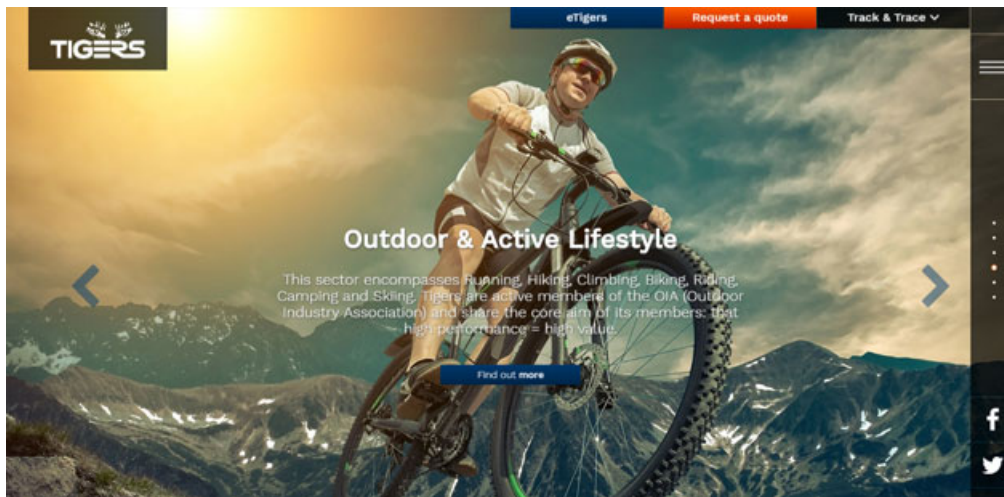 TIGERS
eTigers
Request a quote
Track & Trace
Outdoor & Active Lifestyle
This sector encompasses Running, Hiking, Climbing, Biking, Riding,
Camping and Skiing. Tigers are active members of the OIA (Outdoor
Industry Association) and share the core aim of its members: that
high performance = high value.
Find out more